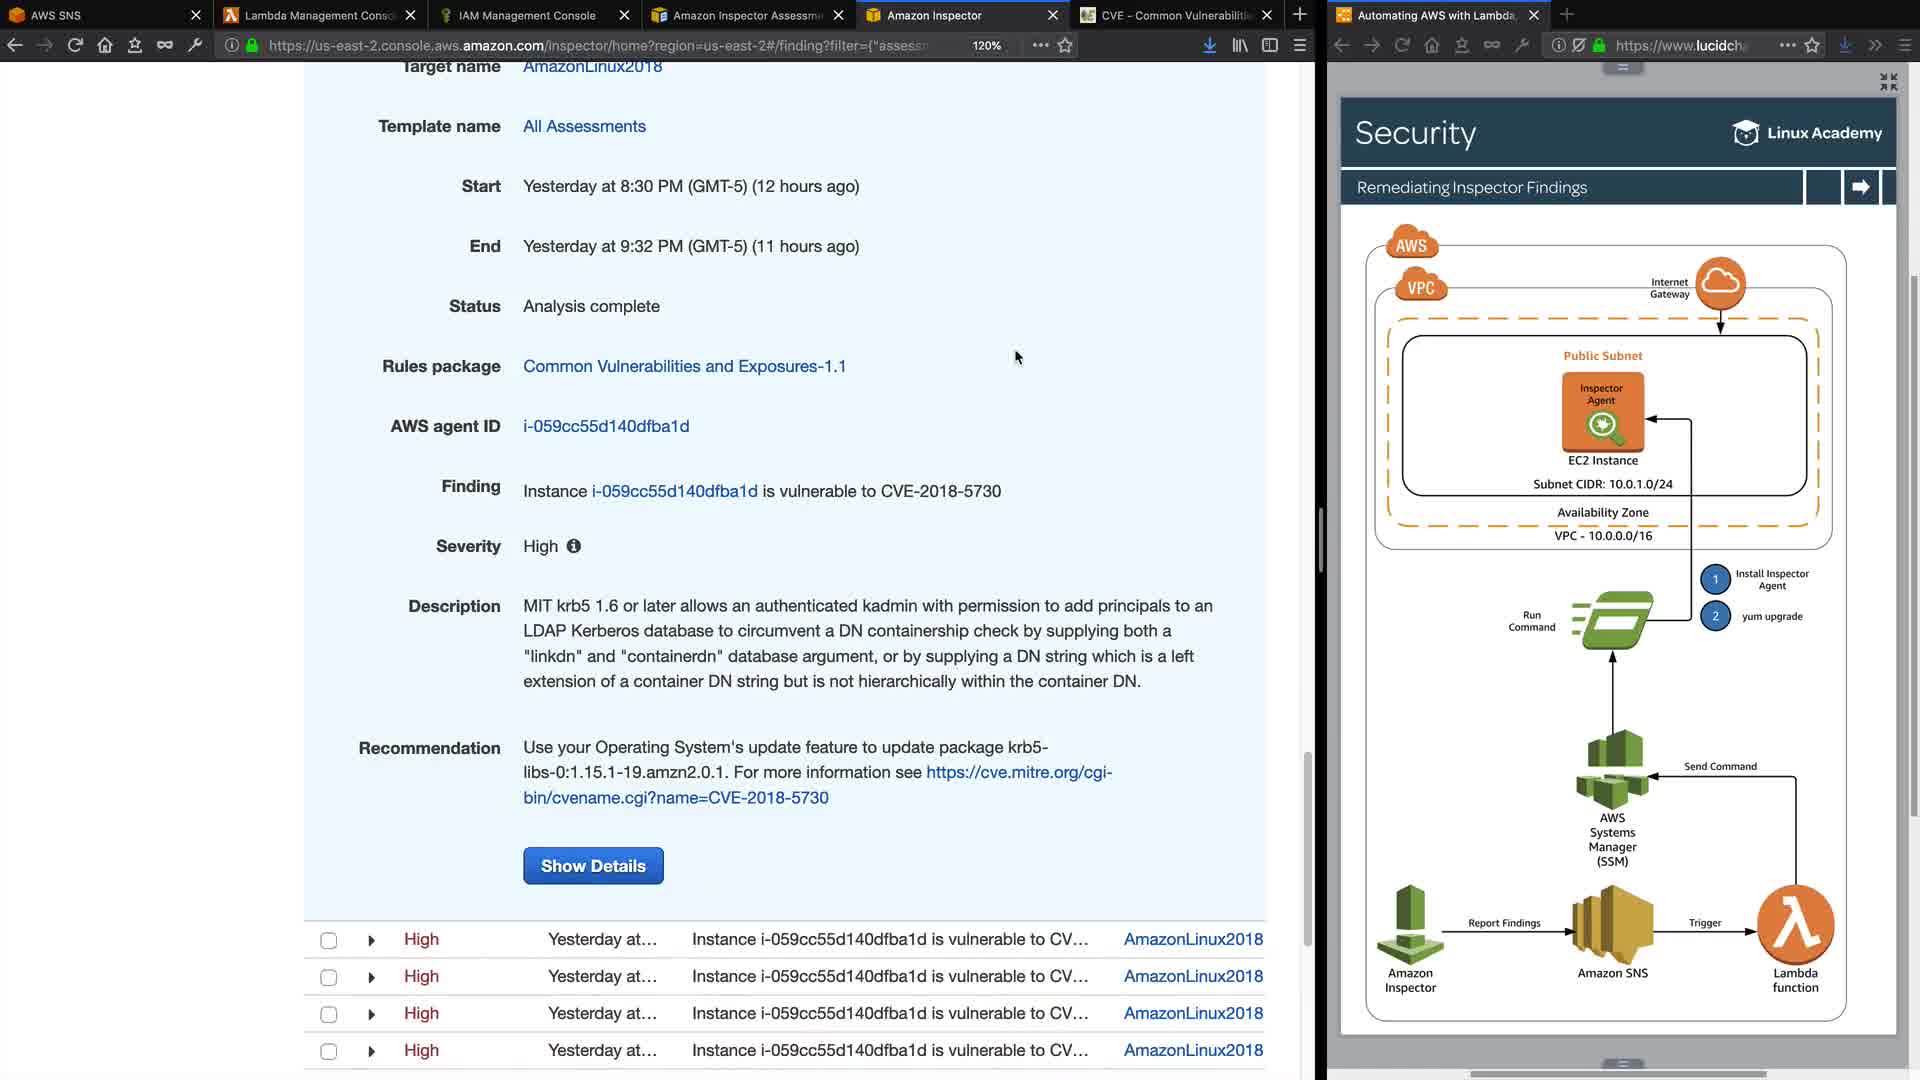 AWS SNS
Lambda Management Conso
IAM Management Console
Amazon Inspector Assessm
Amazon Inspector
CVE - Common Vulnerabiliti
Automating AWS with Lambda,
https://us-east-2.console.aws.amazon.com/inspector/home?region=us-east-2#/finding?filter={"assess
120%
https://www.lucidcha
Target name
AmazonLinux2018
Template name
All Assessments
Start
Yesterday at 8:30 PM (GMT-5) (12 hours ago)
End
Yesterday at 9:32 PM (GMT-5) (11 hours ago)
Status
Analysis complete
Rules package
Common Vulnerabilities and Exposures-1.1
AWS agent ID
i-059cc55d140dfba1d
Finding
Instance i-059cc55d140dfba1d is vulnerable to CVE-2018-5730
Severity
High
Description
MIT krb5 1.6 or later allows an authenticated kadmin with permission to add principals to an
LDAP Kerberos database to circumvent a DN containership check by supplying both a
"linkdn" and "containerdn" database argument, or by supplying a DN string which is a left
extension of a container DN string but is not hierarchically within the container DN.
Recommendation
Use your Operating System's update feature to update package krb5-
libs-0:1.15.1-19.amzn2.0.1. For more information see https://cve.mitre.org/cgi-
bin/cvename.cgi?name=CVE-2018-5730
Show Details
High Yesterday at... Instance i-059cc55d140dfba1d is vulnerable to CV... AmazonLinux2018
High Yesterday at... Instance i-059cc55d140dfba1d is vulnerable to CV... AmazonLinux2018
High Yesterday at... Instance i-059cc55d140dfba1d is vulnerable to CV... AmazonLinux2018
High Yesterday at... Instance i-059cc55d140dfba1d is vulnerable to CV... AmazonLinux2018
Security
Linux Academy
Remediating Inspector Findings
AWS
VPC
Internet
Gateway
Public Subnet
Inspector
Agent
EC2 Instance
Subnet CIDR: 10.0.1.0/24
Availability Zone
VPC - 10.0.0.0/16
1
Install Inspector
Agent
2
yum upgrade
Run
Command
Send Command
AWS
Systems
Manager
(SSM)
Report Findings
Trigger
Amazon
Inspector
Amazon SNS
Lambda
function